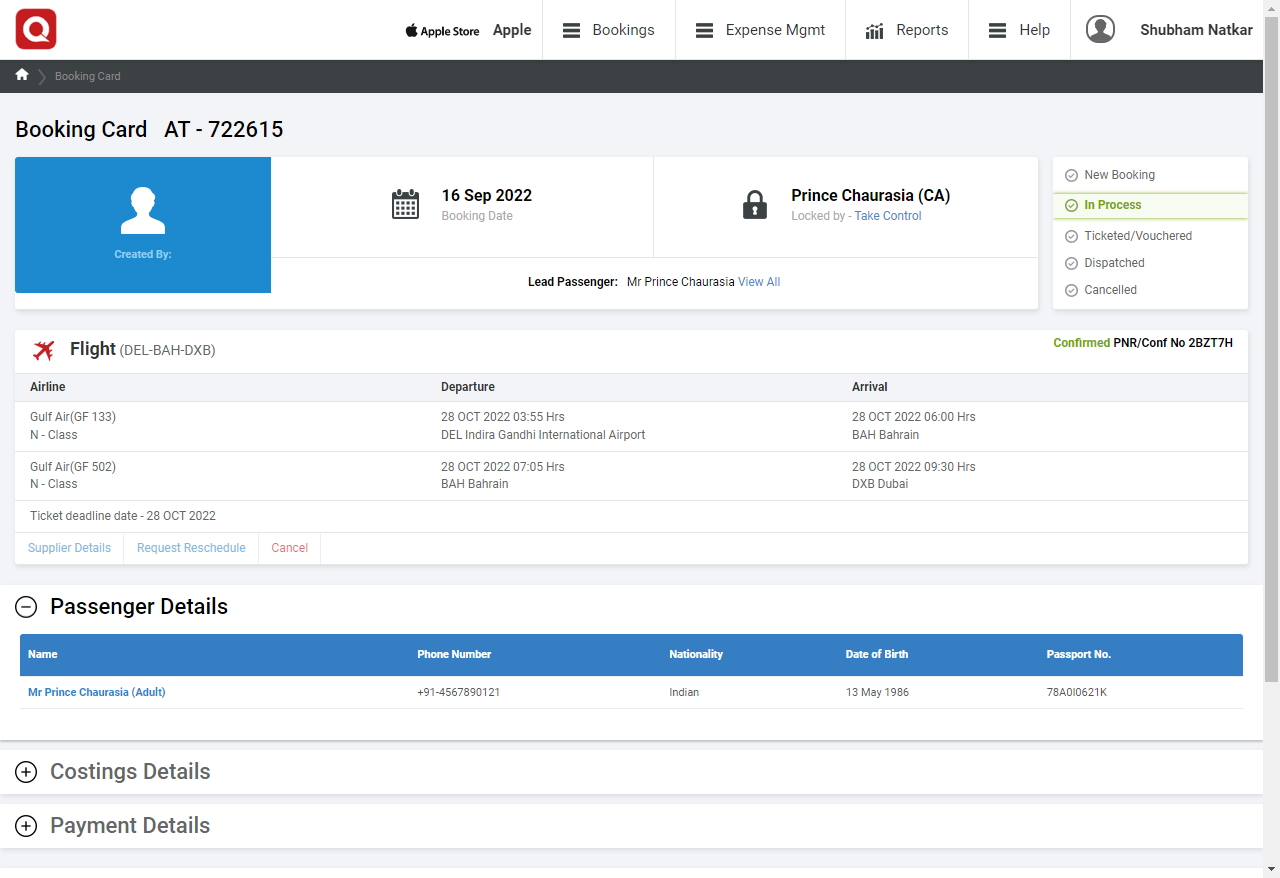 Apple Store Apple Bookings Expense Mgmt Reports Help Shubham Natkar
Booking Card
Booking Card AT - 722615
Created By:
16 Sep 2022
Booking Date
Prince Chaurasia (CA)
Locked by - Take Control
Lead Passenger: Mr Prince Chaurasia View All
New Booking
In Process
Ticketed/Vouchered
Dispatched
Cancelled
Flight (DEL-BAH-DXB) Confirmed PNR/Conf No 2BZT7H
Airline Departure Arrival
Gulf Air(GF 133) 28 OCT 2022 03:55 Hrs 28 OCT 2022 06:00 Hrs
N - Class DEL Indira Gandhi International Airport BAH Bahrain
Gulf Air(GF 502) 28 OCT 2022 07:05 Hrs 28 OCT 2022 09:30 Hrs
N - Class BAH Bahrain DXB Dubai
Ticket deadline date - 28 OCT 2022
Supplier Details Request Reschedule Cancel
Passenger Details
Name Phone Number Nationality Date of Birth Passport No.
Mr Prince Chaurasia (Adult) +91-4567890121 Indian 13 May 1986 78A0I0621K
Costings Details
Payment Details